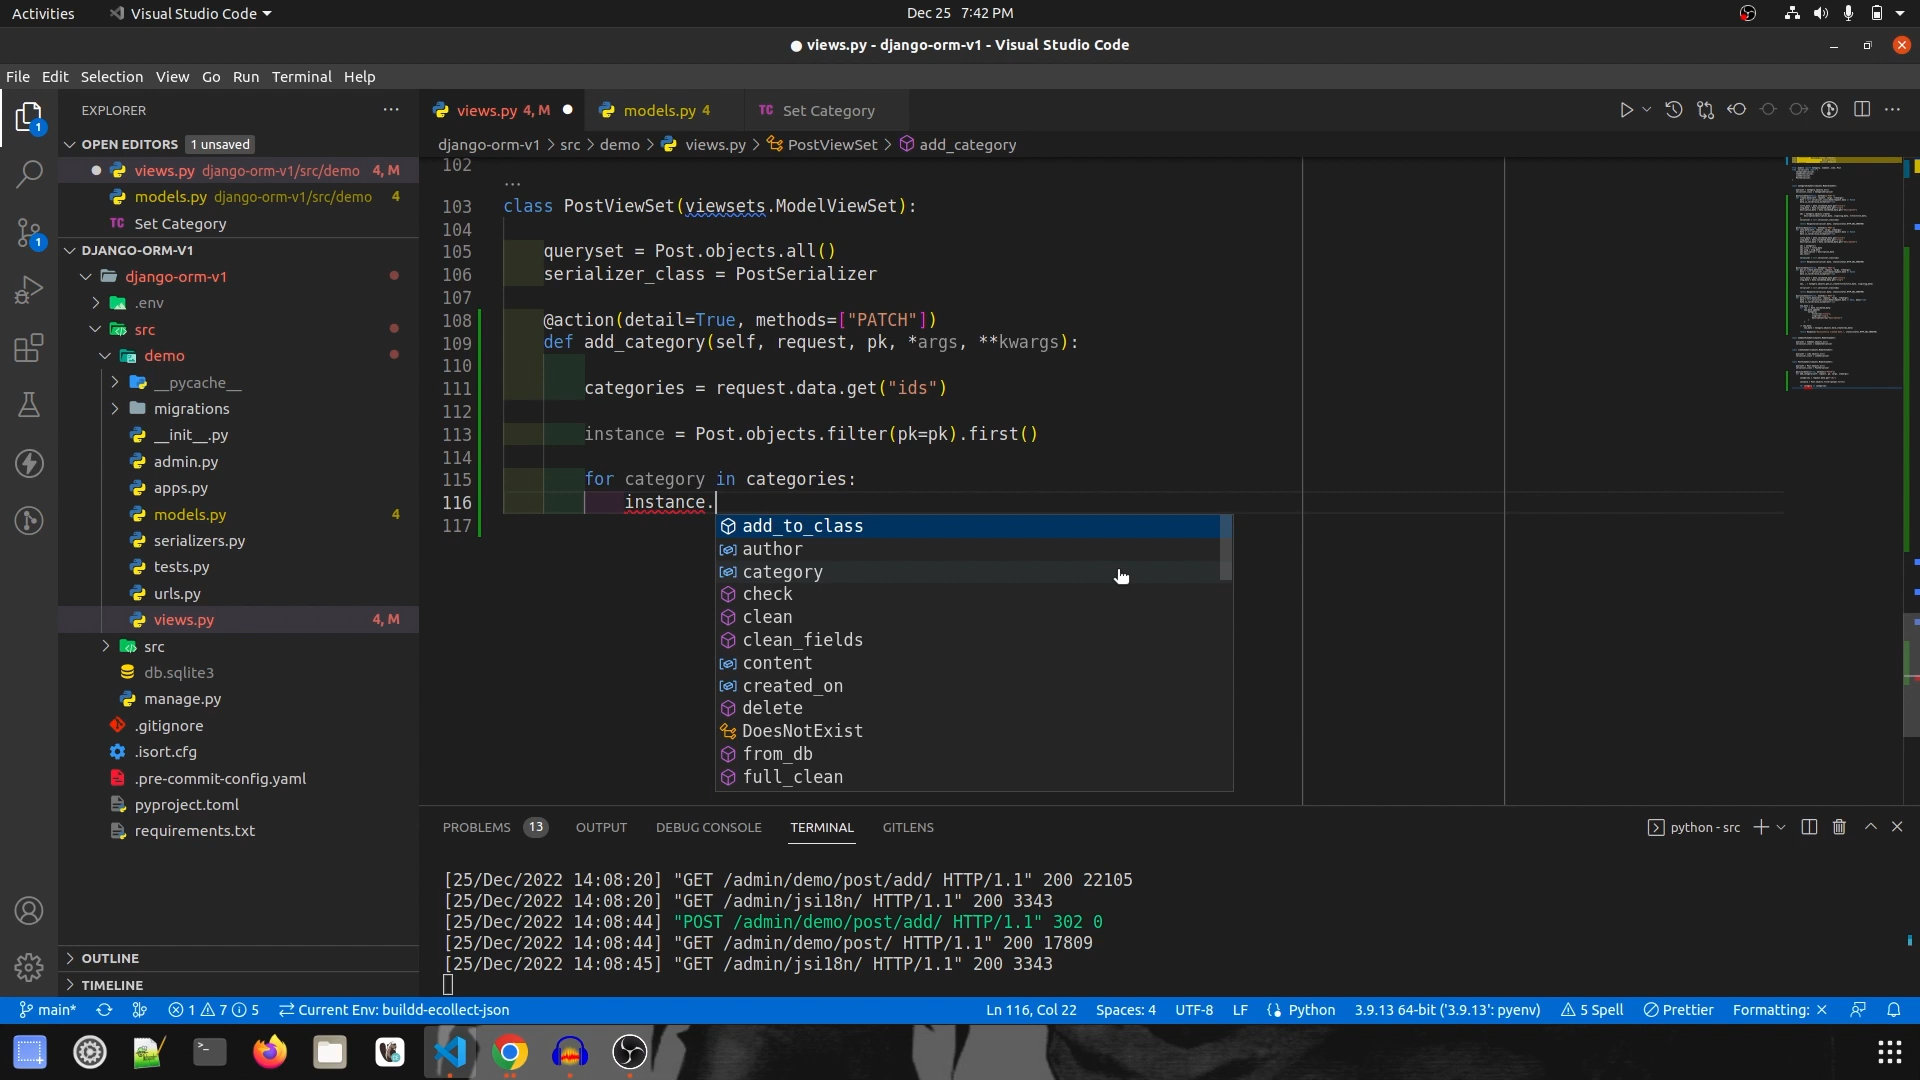 Activities
Visual Studio Code
Dec 25 7:42 PM
● views.py - django-orm-v1 - Visual Studio Code
File Edit Selection View Go Run Terminal Help
EXPLORER
OPEN EDITORS 1 unsaved
views.py django-orm-v1/src/demo 4, M
models.py django-orm-v1/src/demo 4
TC Set Category
DJANGO-ORM-V1
django-orm-v1
.env
src
demo
__pycache__
migrations
__init__.py
admin.py
apps.py
models.py 4
serializers.py
tests.py
urls.py
views.py 4, M
src
db.sqlite3
manage.py
.gitignore
.isort.cfg
.pre-commit-config.yaml
pyproject.toml
requirements.txt
OUTLINE
TIMELINE
1
1
views.py 4, M
models.py 4
TC Set Category
django-orm-v1 > src > demo > views.py > PostViewSet > add_category
102
...
103 class PostViewSet(viewsets.ModelViewSet):
104
105 queryset = Post.objects.all()
106 serializer_class = PostSerializer
107
108 @action(detail=True, methods=["PATCH"])
109 def add_category(self, request, pk, *args, **kwargs):
110
111 categories = request.data.get("ids")
112
113 instance = Post.objects.filter(pk=pk).first()
114
115 for category in categories:
116 instance.
117
add_to_class
author
category
check
clean
clean_fields
content
created_on
delete
DoesNotExist
from_db
full_clean
PROBLEMS 13 OUTPUT DEBUG CONSOLE TERMINAL GITLENS
python - src
[25/Dec/2022 14:08:20] "GET /admin/demo/post/add/ HTTP/1.1" 200 22105
[25/Dec/2022 14:08:20] "GET /admin/jsi18n/ HTTP/1.1" 200 3343
[25/Dec/2022 14:08:44] "POST /admin/demo/post/add/ HTTP/1.1" 302 0
[25/Dec/2022 14:08:44] "GET /admin/demo/post/ HTTP/1.1" 200 17809
[25/Dec/2022 14:08:45] "GET /admin/jsi18n/ HTTP/1.1" 200 3343
main* 1 7 5 Current Env: buildd-ecollect-json Ln 116, Col 22 Spaces: 4 UTF-8 LF Python 3.9.13 64-bit ('3.9.13': pyenv) 5 Spell Prettier Formatting: ×